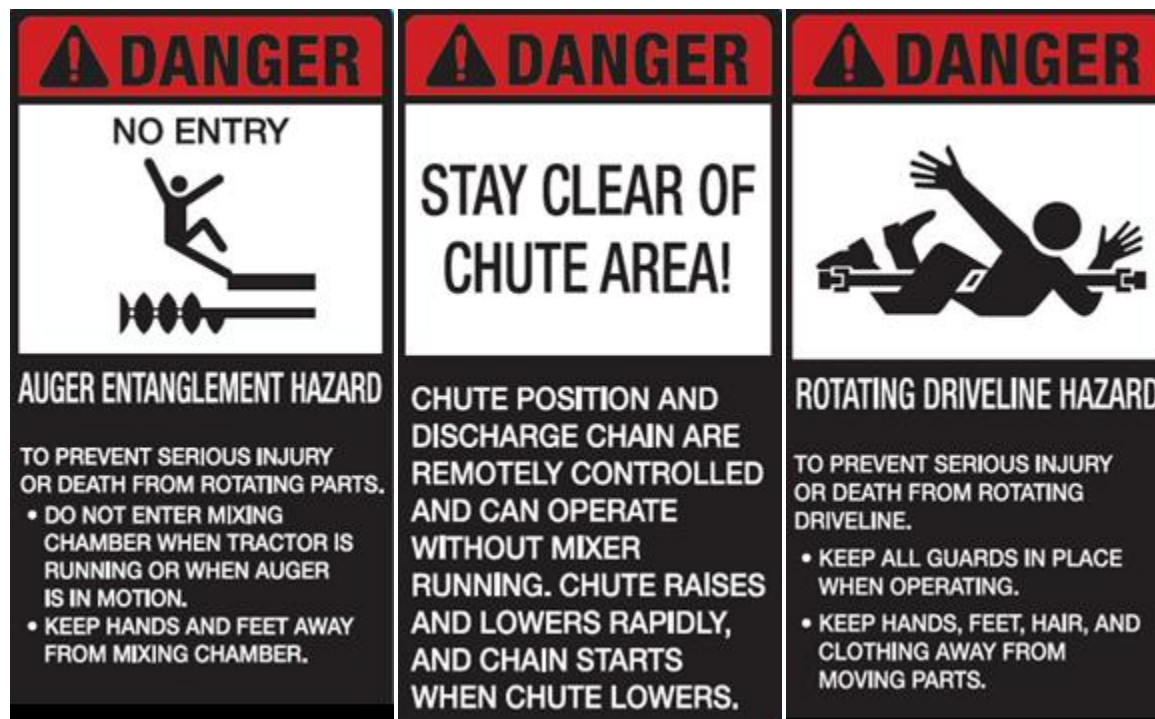 DANGER
NO ENTRY
AUGER ENTANGLEMENT HAZARD
TO PREVENT SERIOUS INJURY
OR DEATH FROM ROTATING PARTS.
• DO NOT ENTER MIXING
CHAMBER WHEN TRACTOR IS
RUNNING OR WHEN AUGER
IS IN MOTION.
• KEEP HANDS AND FEET AWAY
FROM MIXING CHAMBER.
DANGER
STAY CLEAR OF
CHUTE AREA!
CHUTE POSITION AND
DISCHARGE CHAIN ARE
REMOTELY CONTROLLED
AND CAN OPERATE
WITHOUT MIXER
RUNNING. CHUTE RAISES
AND LOWERS RAPIDLY,
AND CHAIN STARTS
WHEN CHUTE LOWERS.
DANGER
ROTATING DRIVELINE HAZARD
TO PREVENT SERIOUS INJURY
OR DEATH FROM ROTATING
DRIVELINE.
• KEEP ALL GUARDS IN PLACE
WHEN OPERATING.
• KEEP HANDS, FEET, HAIR, AND
CLOTHING AWAY FROM
MOVING PARTS.